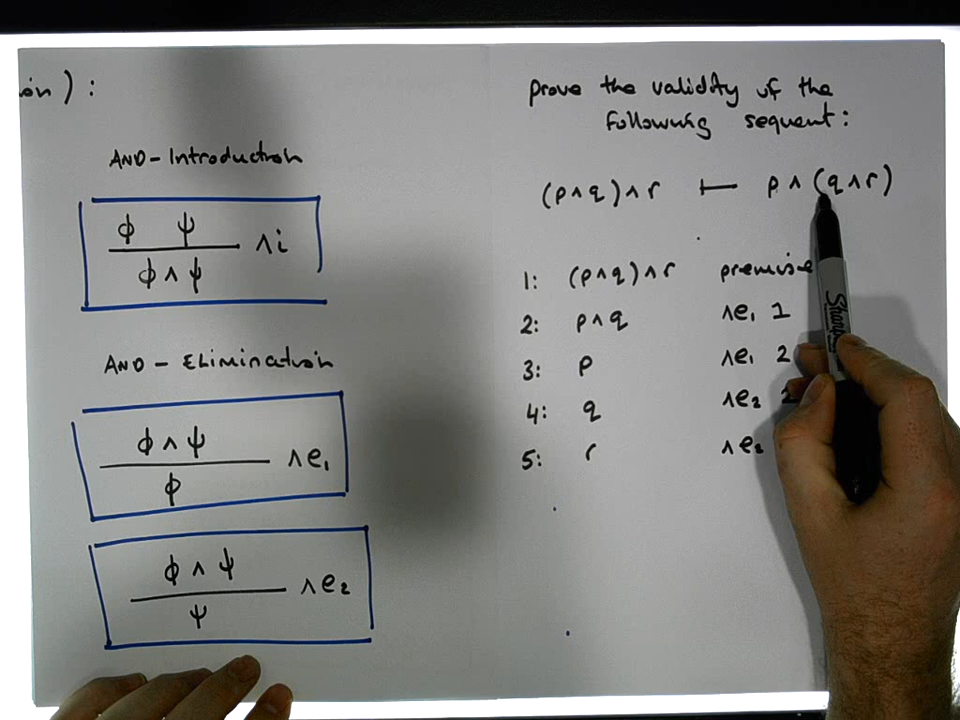 ion):
AND-Introduction
ϕ ψ
ϕ∧ψ
∧i
AND - Elimination
ϕ∧ψ
ϕ
∧e₁
ϕ∧ψ
ψ
∧e₂
prove the validity of the
following sequent:
(p∧q)∧r ⊢ p∧(q∧r)
1: (p∧q)∧r premise
2: p∧q ∧e₁ 1
3: p ∧e₁ 2
4: q ∧e₂ 2
5: r ∧e₂
Sharpie